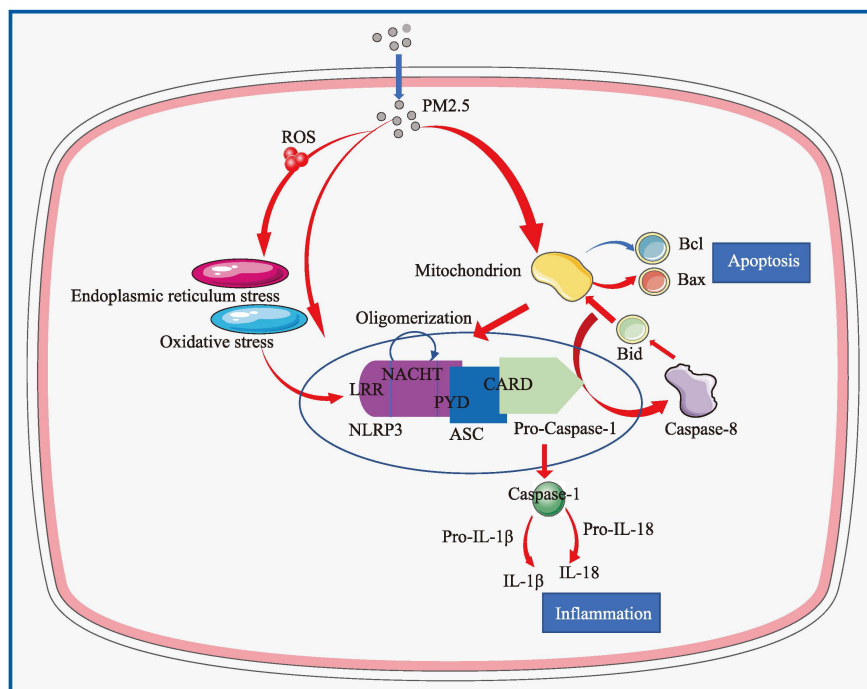 PM2.5
ROS
Bcl
Apoptosis
Mitochondrion
Bax
Endoplasmic reticulum stress
Oligomerization
Oxidative stress
Bid
NACHT
LRR
CARD
PYD
NLRP3
ASC
Pro-Caspase-1
Caspase-8
Caspase-1
Pro-IL-1β
Pro-IL-18
IL-1β
IL-18
Inflammation